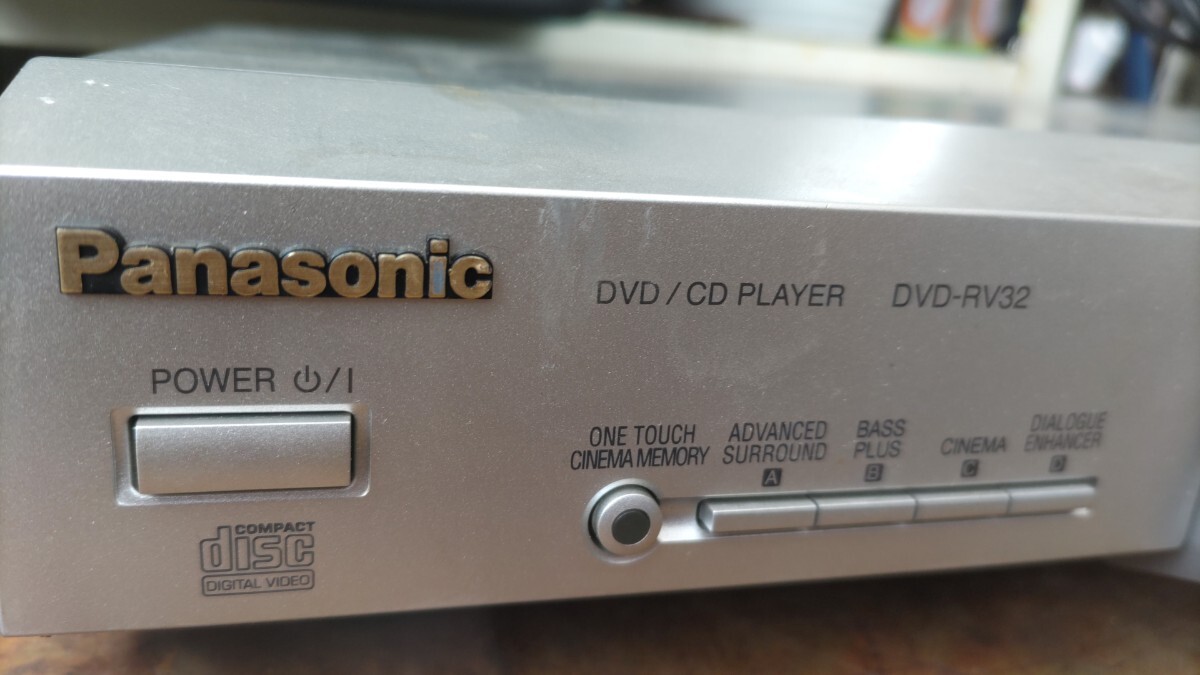 Panasonic
DVD / CD PLAYER DVD-RV32
POWER ⏻/I
ONE TOUCH
CINEMA MEMORY
ADVANCED
SURROUND
A
BASS
PLUS
B
CINEMA
C
DIALOGUE
ENHANCER
D
COMPACT
disc
DIGITAL VIDEO